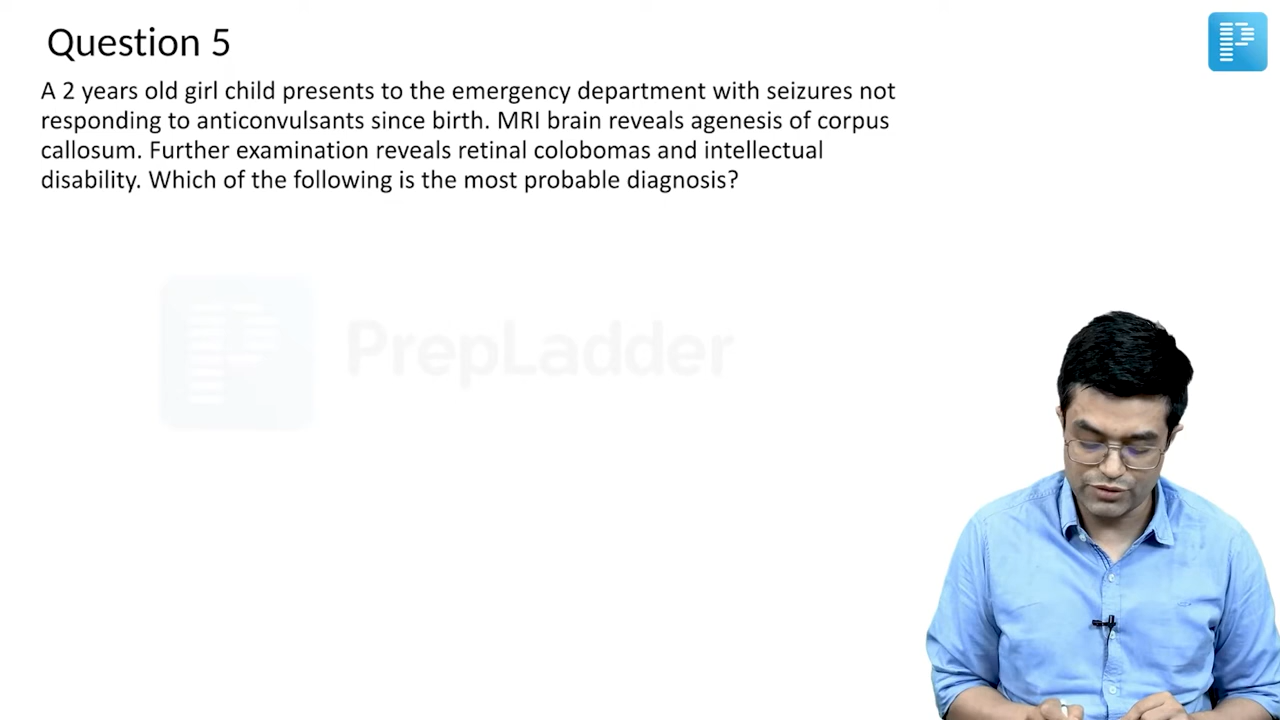 Question 5
A 2 years old girl child presents to the emergency department with seizures not
responding to anticonvulsants since birth. MRI brain reveals agenesis of corpus
callosum. Further examination reveals retinal colobomas and intellectual
disability. Which of the following is the most probable diagnosis?
PrepLadder